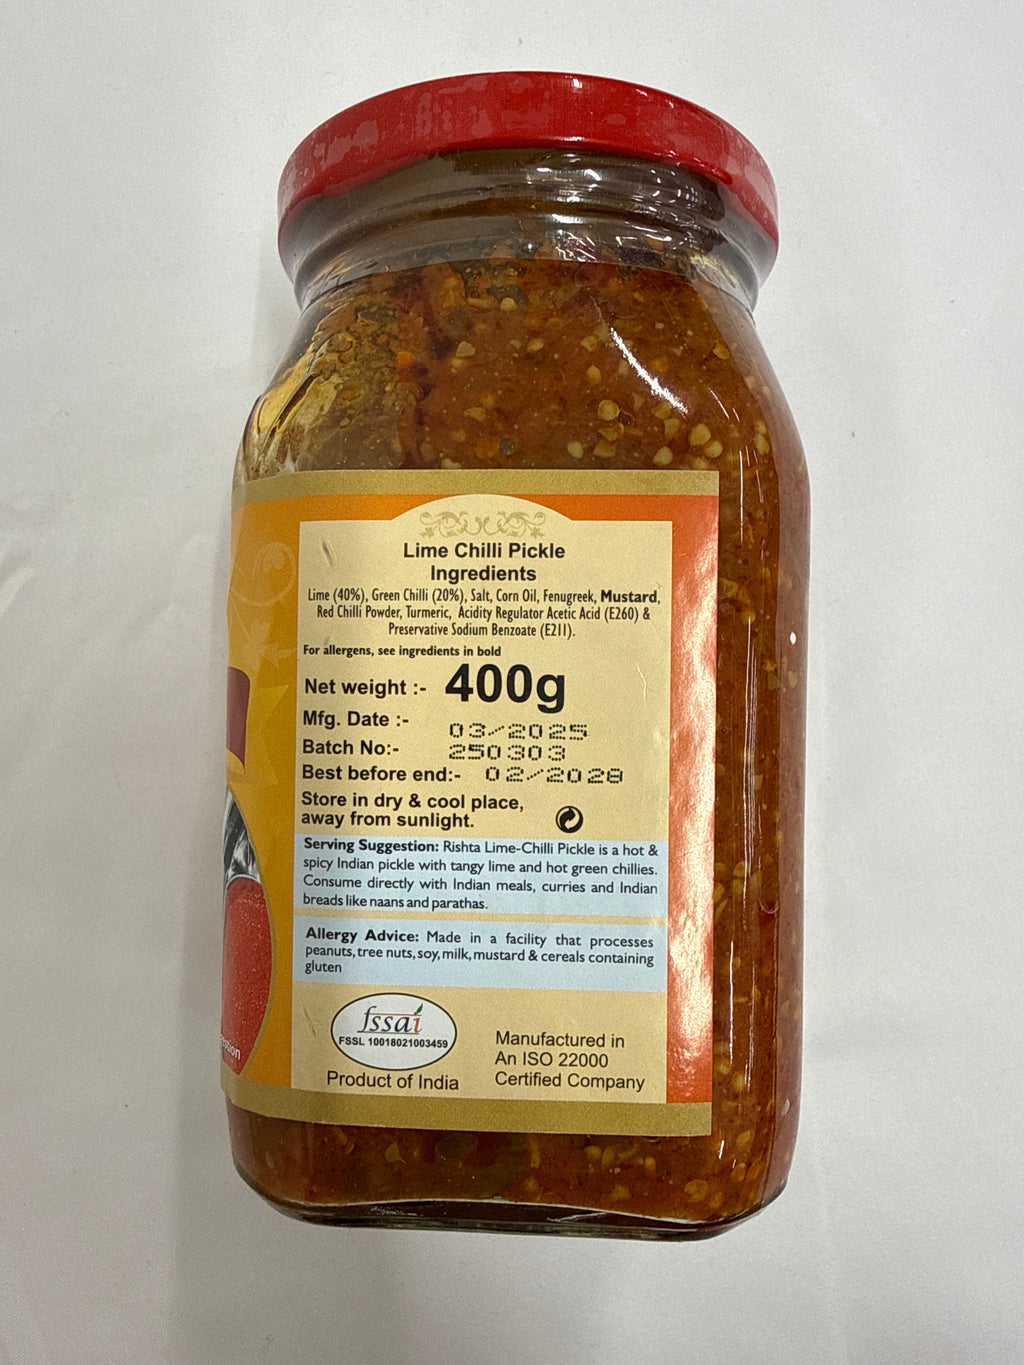 Lime Chilli Pickle
Ingredients
Lime (40%), Green Chilli (20%), Salt, Corn Oil, Fenugreek, Mustard,
Red Chilli Powder, Turmeric, Acidity Regulator Acetic Acid (E260) &
Preservative Sodium Benzoate (E211).
For allergens, see ingredients in bold
Net weight :- 400g
Mfg. Date :- 03/2025
Batch No:- 250303
Best before end:- 02/2028
Store in dry & cool place,
away from sunlight.
Serving Suggestion: Rishta Lime-Chilli Pickle is a hot &
spicy Indian pickle with tangy lime and hot green chillies.
Consume directly with Indian meals, curries and Indian
breads like naans and parathas.
Allergy Advice: Made in a facility that processes
peanuts, tree nuts, soy, milk, mustard & cereals containing
gluten
fssai
FSSL 10018021003459
Product of India
Manufactured in
An ISO 22000
Certified Company